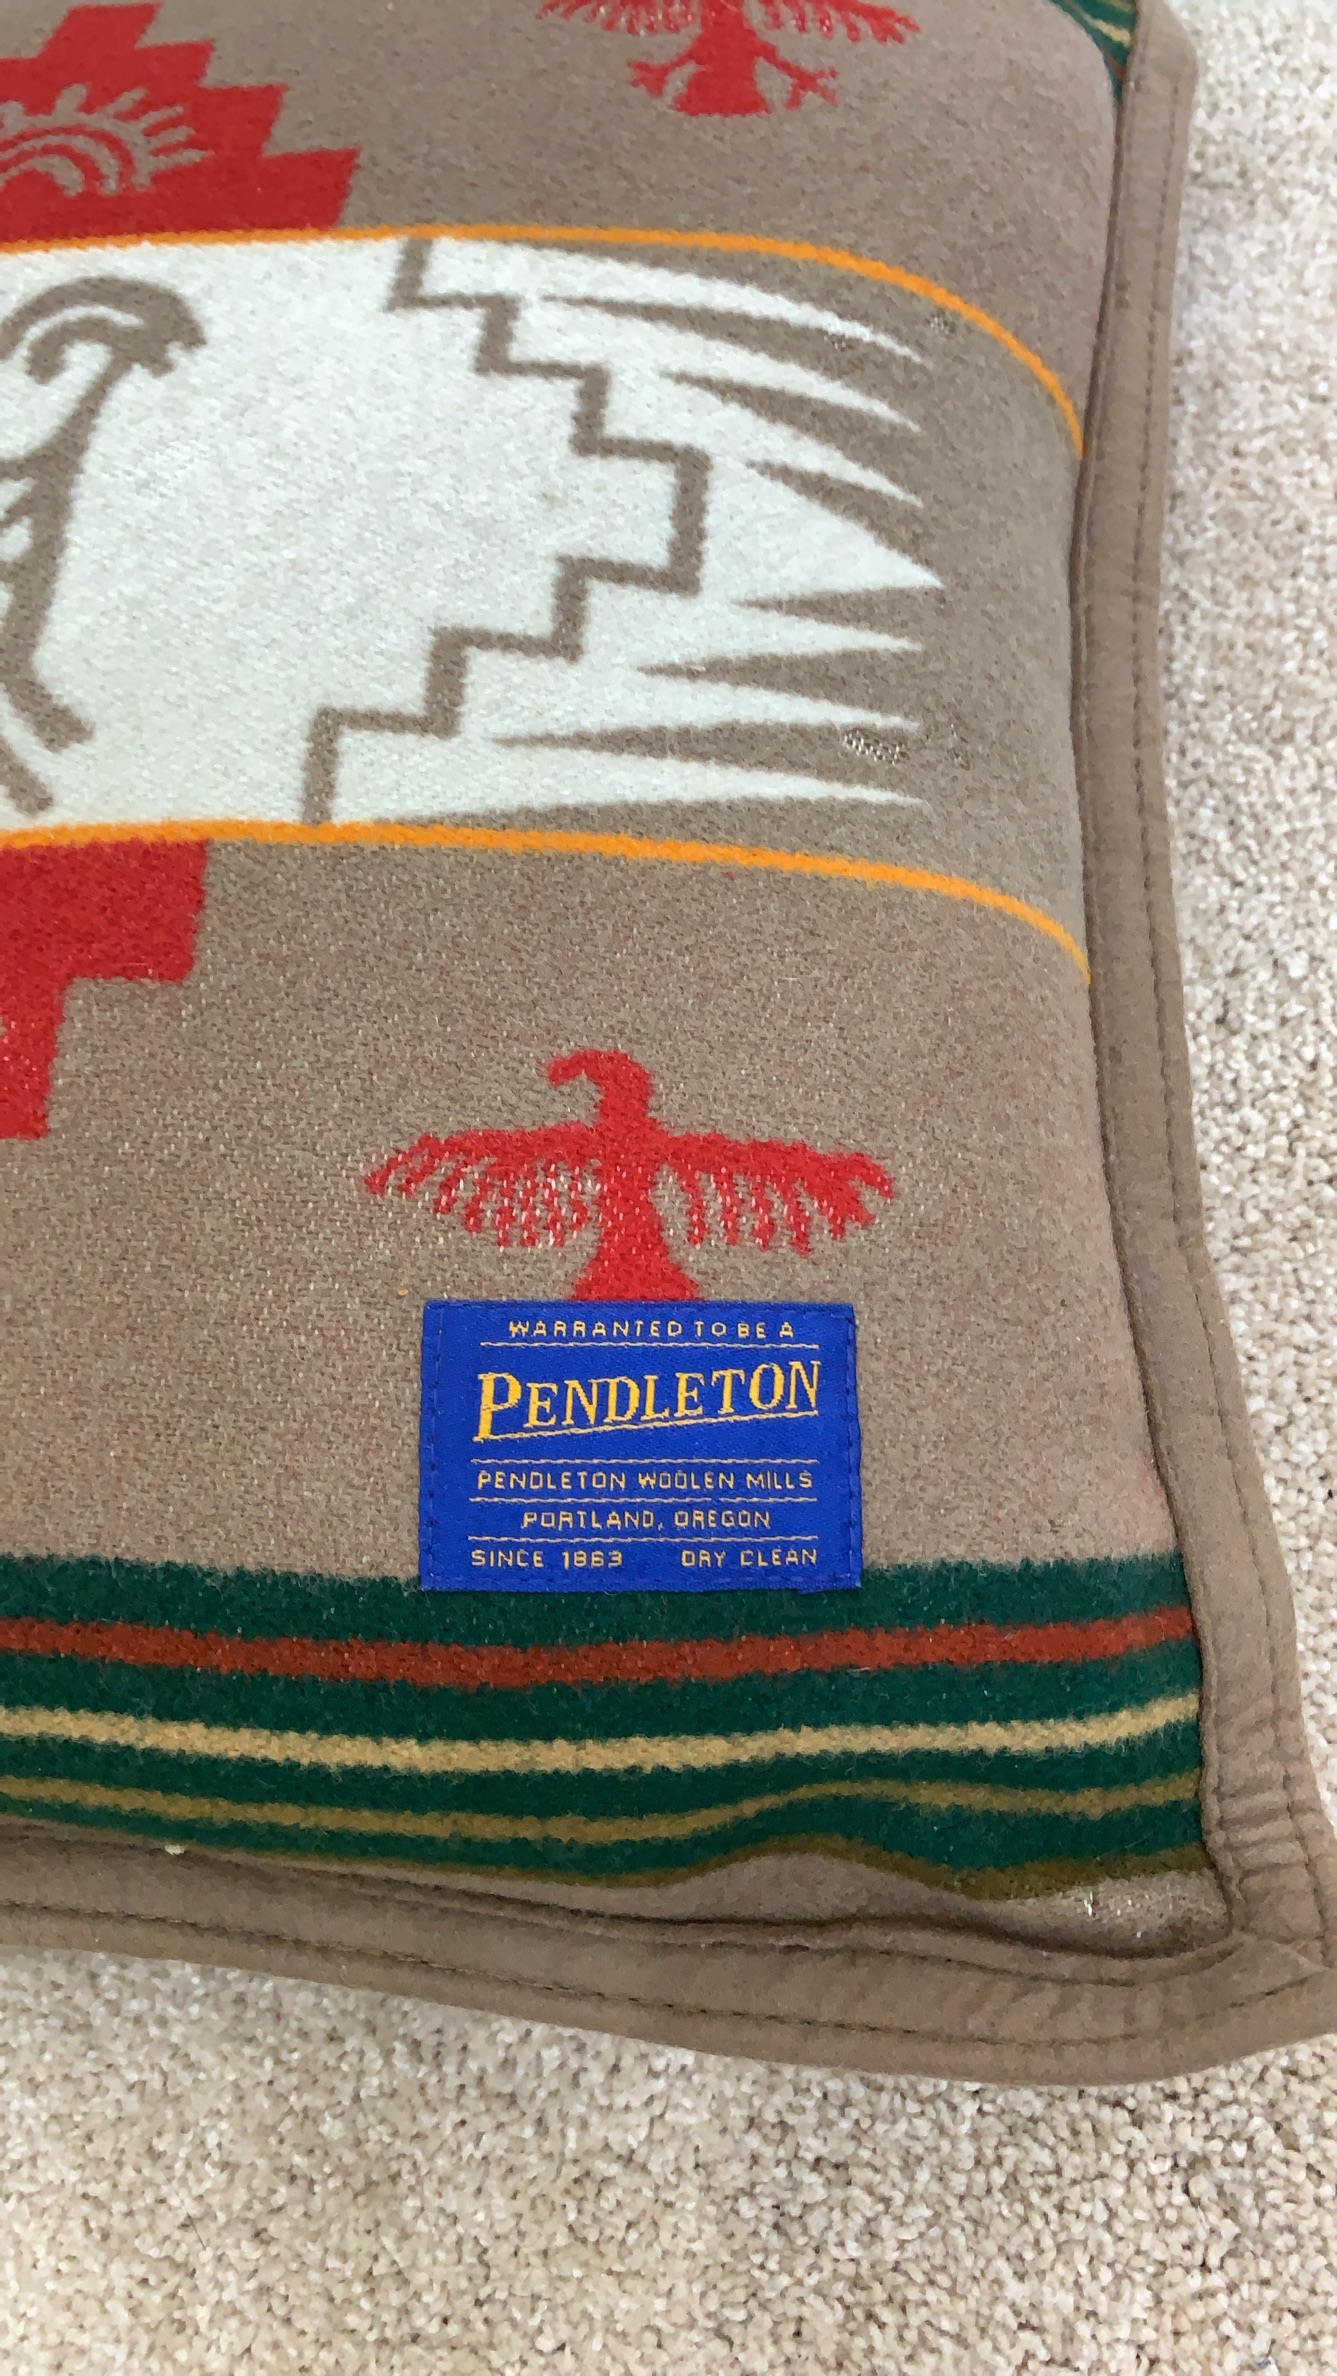 WARRANTED TO BE A
PENDLETON
PENDLETON WOOLEN MILLS
PORTLAND, OREGON
SINCE 1863 DRY CLEAN